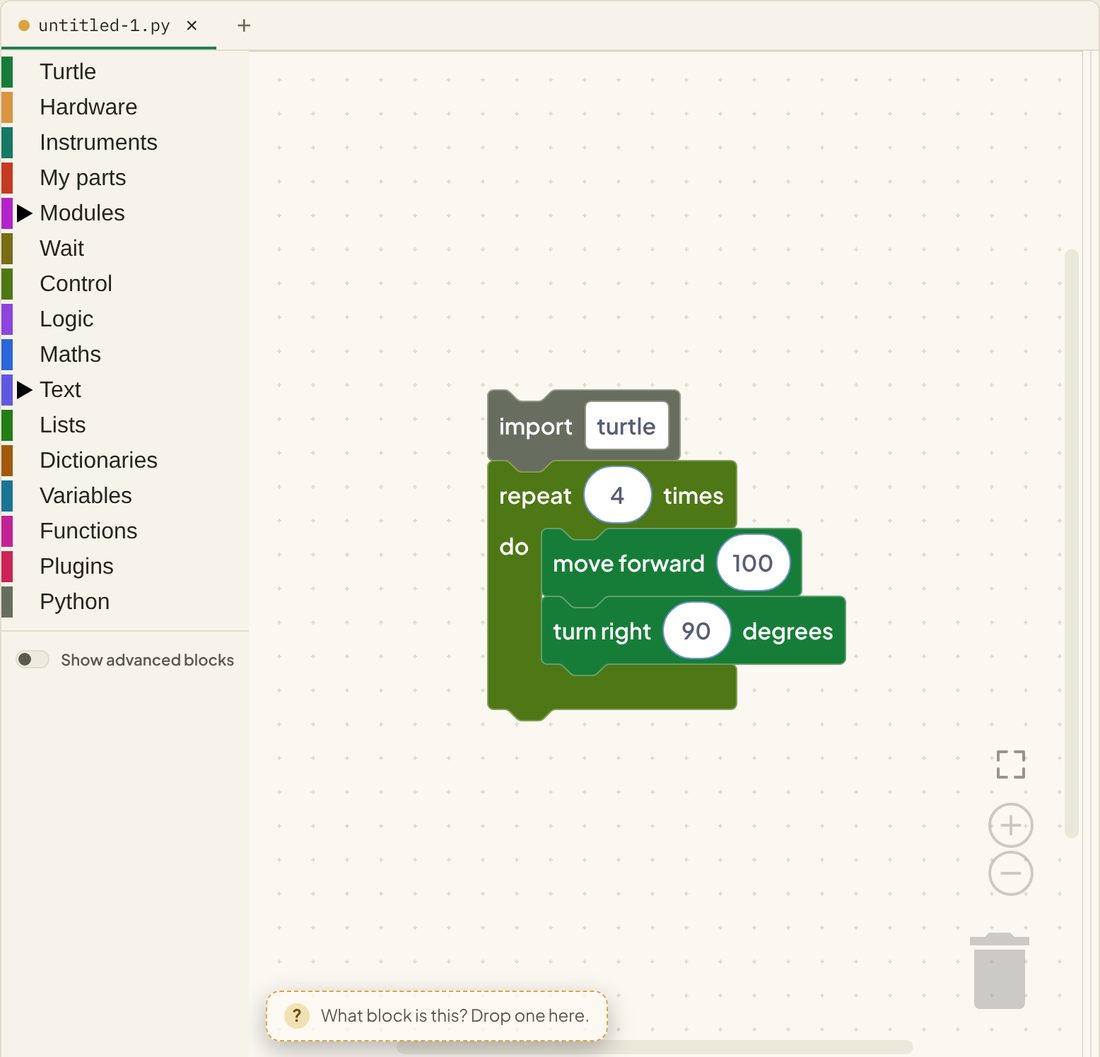 untitled-1.py × +
Turtle
Hardware
Instruments
My parts
Modules
Wait
Control
Logic
Maths
Text
Lists
Dictionaries
Variables
Functions
Plugins
Python
Show advanced blocks
import turtle
repeat 4 times
do
move forward 100
turn right 90 degrees
? What block is this? Drop one here.